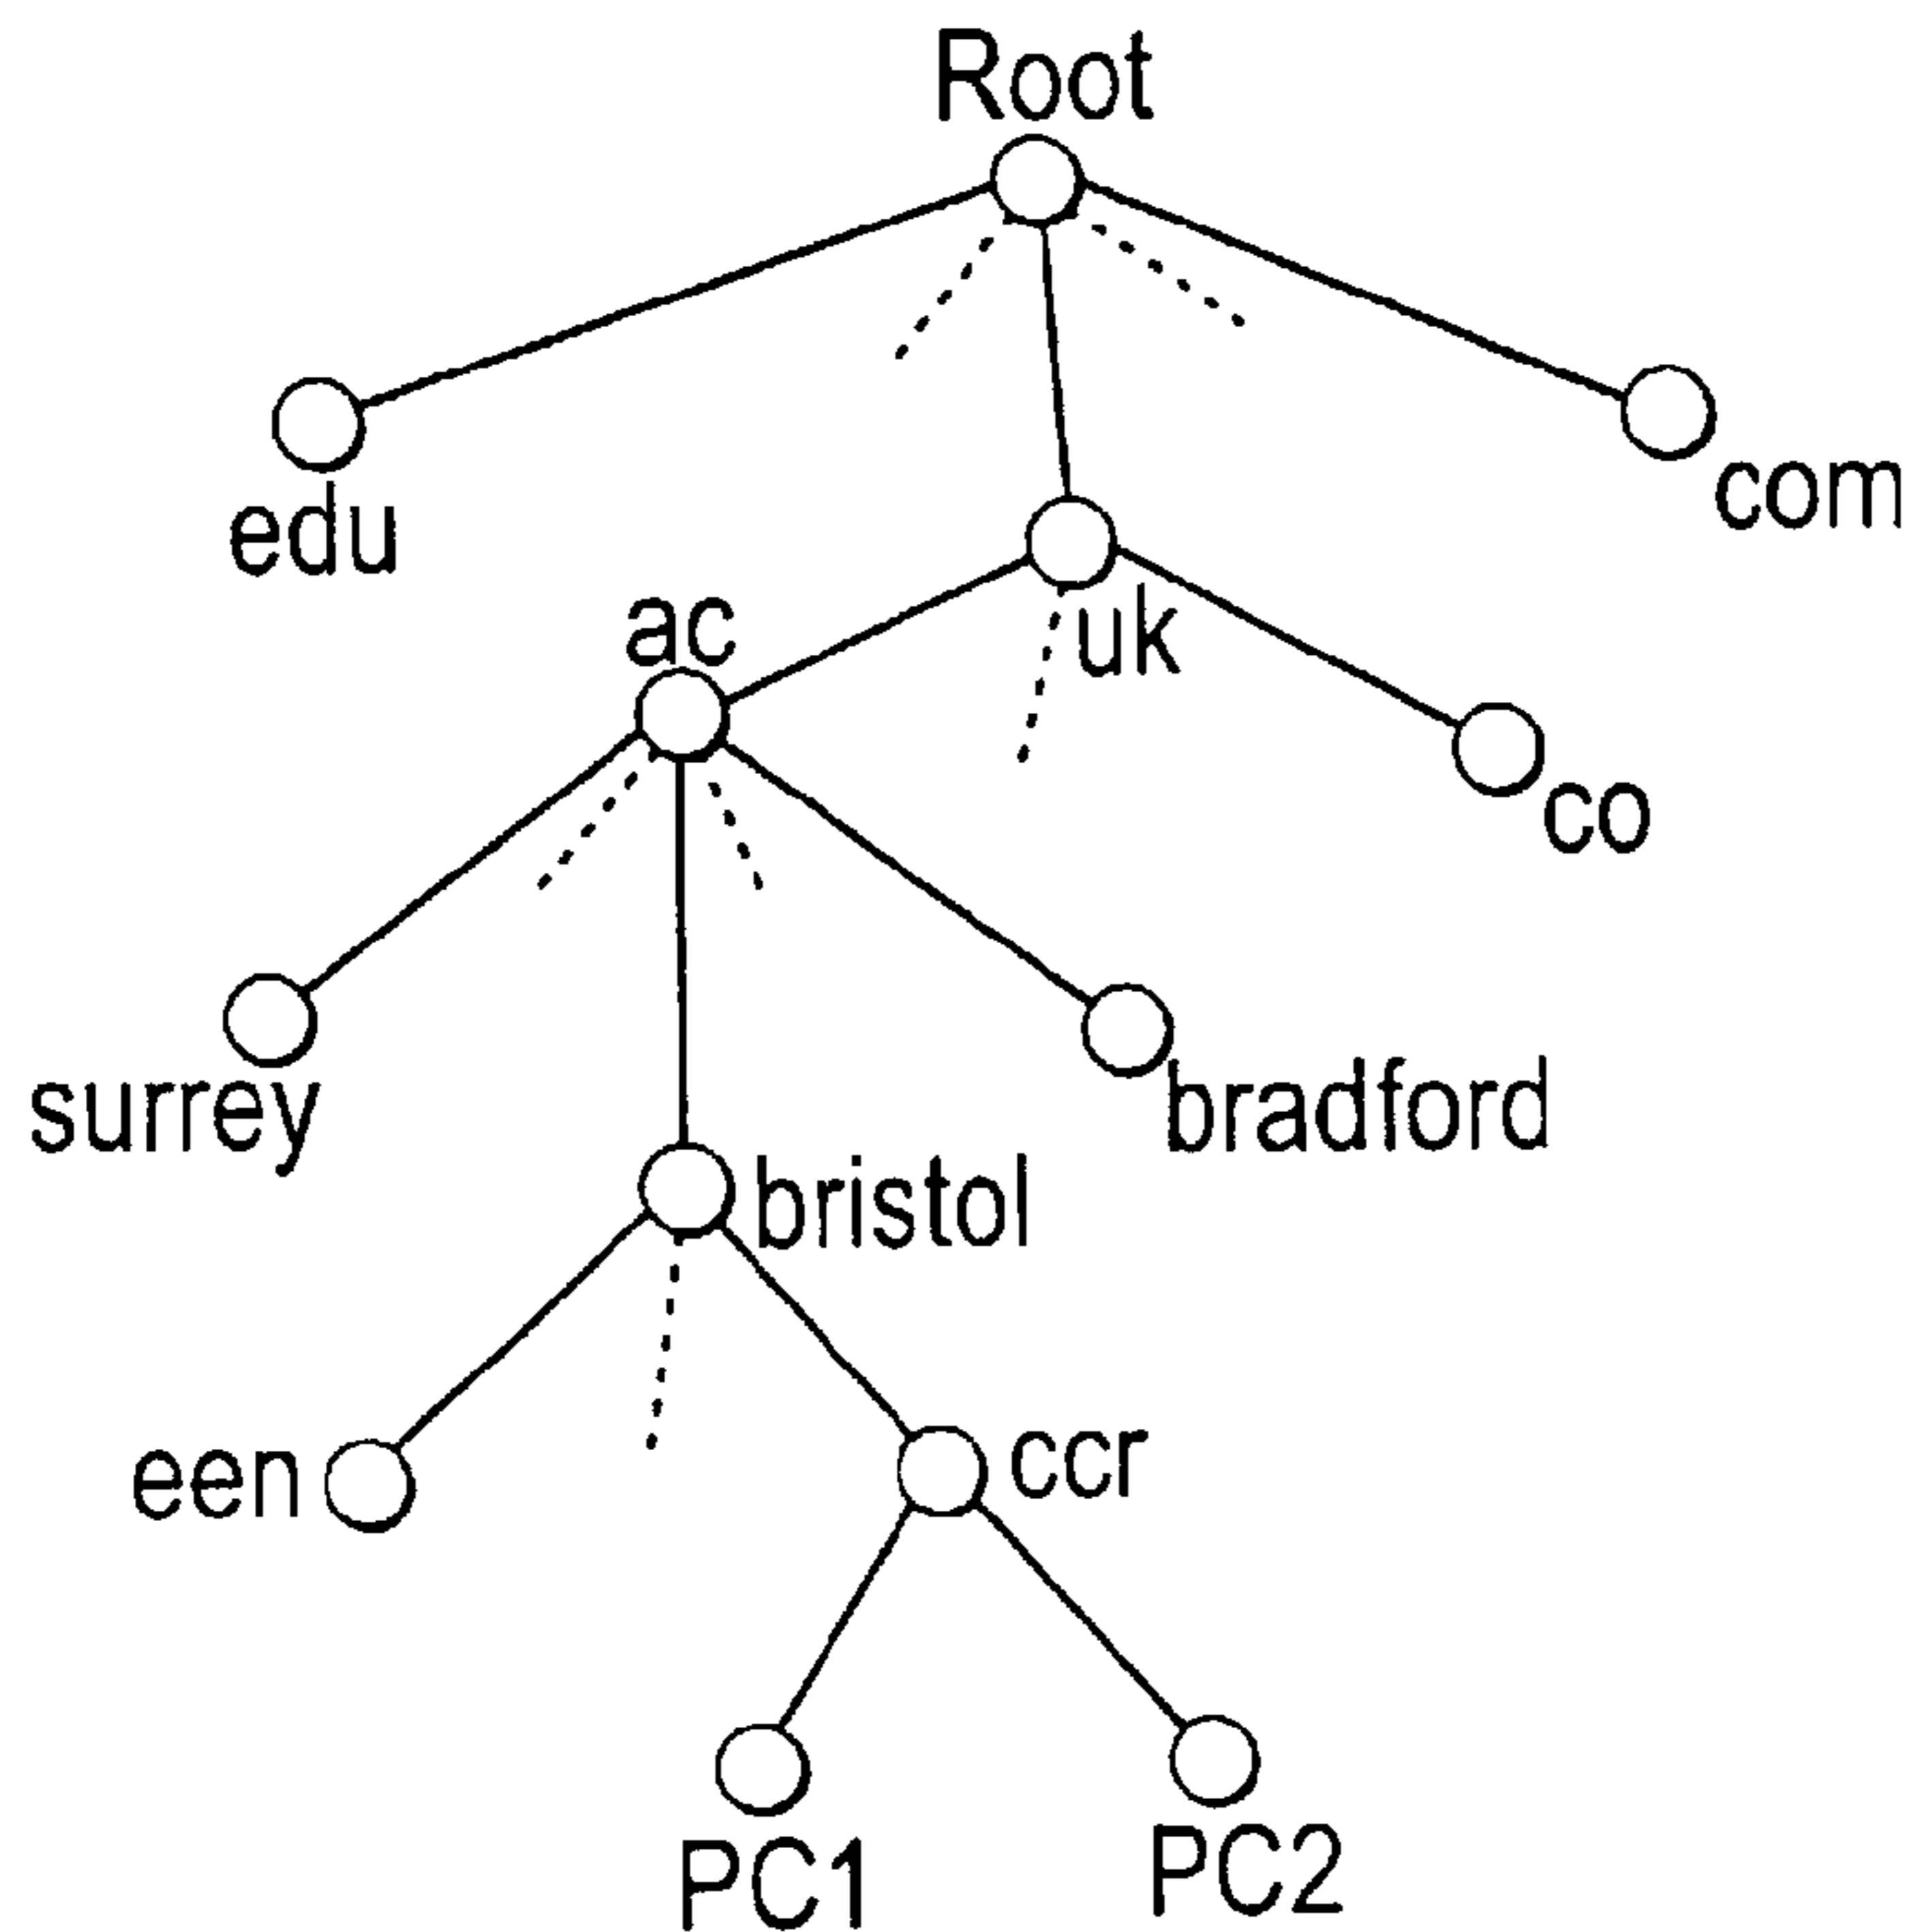 Root
edu
com
uk
ac
co
surrey
bradford
bristol
een
ccr
PC1
PC2